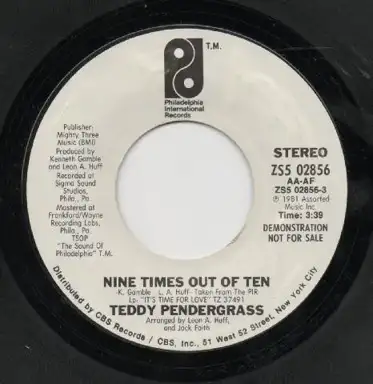 T.M.
Philadelphia
International
Records
Publisher:
Mighty Three
Music (BMI)
Produced by
Kenneth Gamble
and Leon A. Huff
Recorded at
Sigma Sound
Studios,
Phila., Pa.
Mastered at
Frankford/Wayne
Recording Labs,
Phila., Pa.
TSOP
"The Sound Of
Philadelphia" T.M.
STEREO
ZS5 02856
AA-AF
ZS5 02856-3
℗ 1981 Assorted
Music Inc.
Time: 3:39
DEMONSTRATION
NOT FOR SALE
NINE TIMES OUT OF TEN
K. Gamble - L. A. Huff -Taken From The PIR
Lp: "IT'S TIME FOR LOVE" TZ 37491
TEDDY PENDERGRASS
Arranged by Leon A. Huff,
and Jack Faith
Distributed by CBS Records / CBS, Inc., 51 West 52 Street, New York City